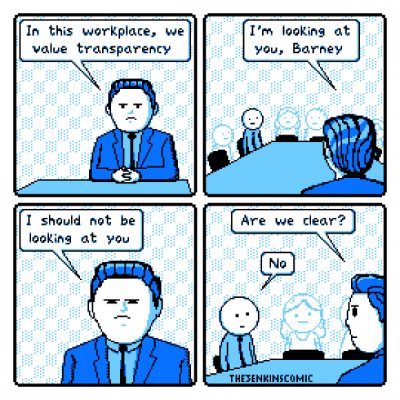 In this workplace, we
value transparency
I'm looking at
you, Barney
I should not be
looking at you
Are we clear?
No
THEJENKINSCOMIC